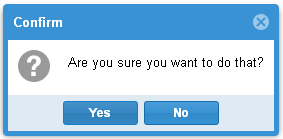 Confirm
Are you sure you want to do that?
Yes
No